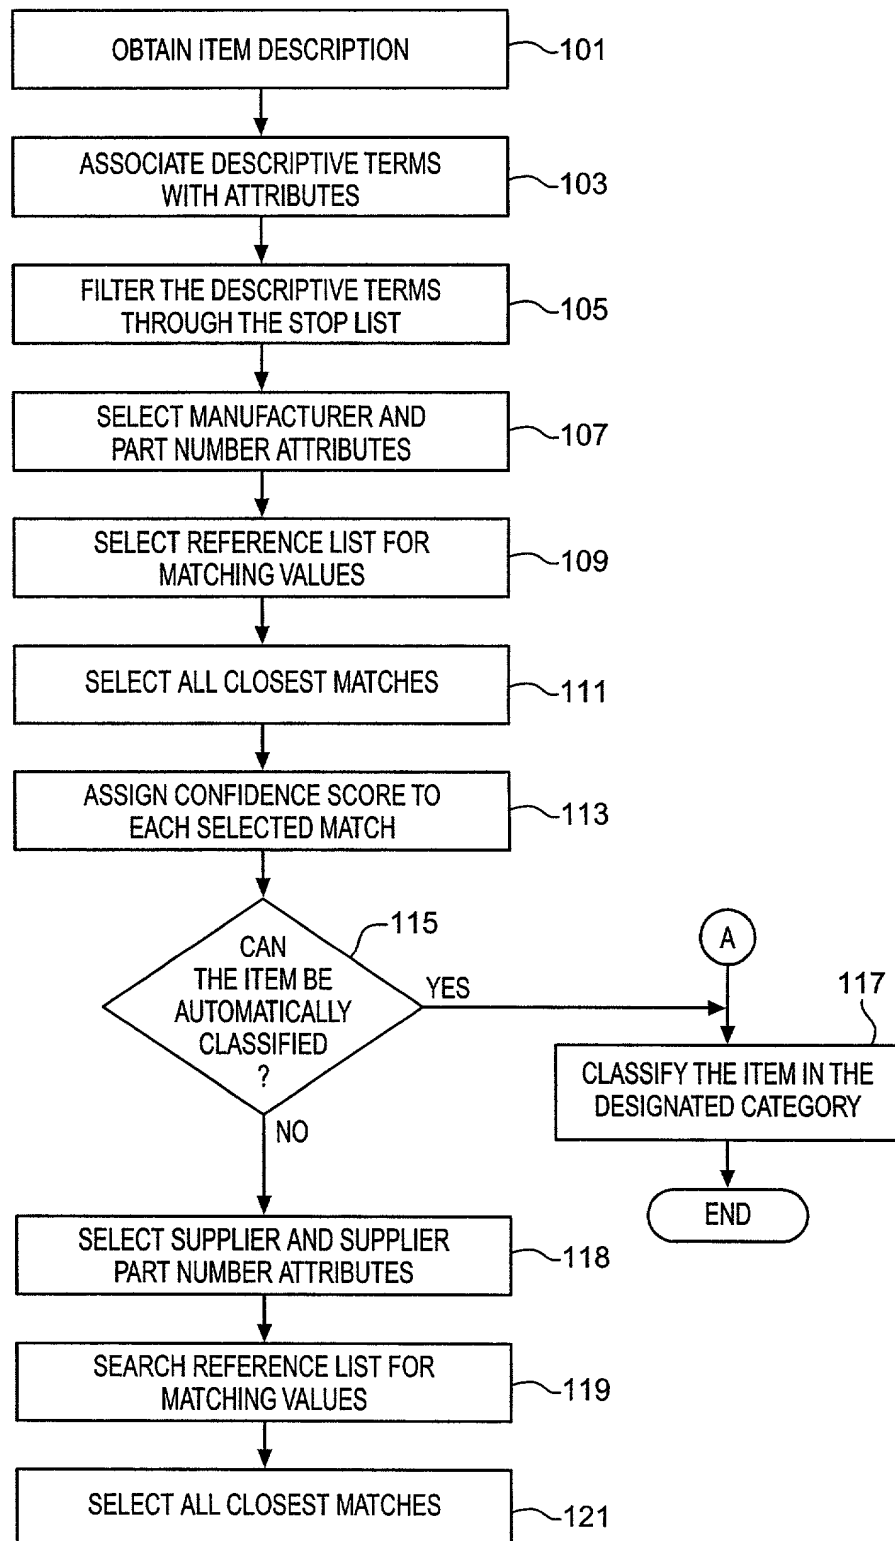 OBTAIN ITEM DESCRIPTION
101
ASSOCIATE DESCRIPTIVE TERMS
WITH ATTRIBUTES
103
FILTER THE DESCRIPTIVE TERMS
THROUGH THE STOP LIST
105
SELECT MANUFACTURER AND
PART NUMBER ATTRIBUTES
107
SELECT REFERENCE LIST FOR
MATCHING VALUES
109
SELECT ALL CLOSEST MATCHES
111
ASSIGN CONFIDENCE SCORE TO
EACH SELECTED MATCH
113
CAN
THE ITEM BE
AUTOMATICALLY
CLASSIFIED
?
115
YES
A
117
CLASSIFY THE ITEM IN THE
DESIGNATED CATEGORY
END
NO
SELECT SUPPLIER AND SUPPLIER
PART NUMBER ATTRIBUTES
118
SEARCH REFERENCE LIST FOR
MATCHING VALUES
119
SELECT ALL CLOSEST MATCHES
121